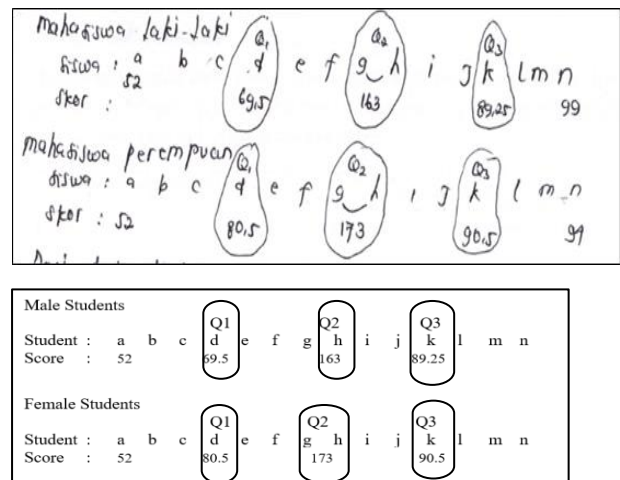 mahasiswa laki-laki
Q1 Q2 Q3
siswa : a b c d e f g h i j k l m n
52
skor : 69,5 163 89,25 99
mahasiswa perempuan
Q1 Q2 Q3
siswa : a b c d e f g h i j k l m n
skor : 52 80,5 173 90,5 99
Male Students
Q1 Q2 Q3
Student : a b c d e f g h i j k l m n
Score : 52 69.5 163 89.25
Female Students
Q1 Q2 Q3
Student : a b c d e f g h i j k l m n
Score : 52 80.5 173 90.5